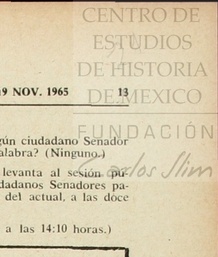 CENTRO DE
ESTUDIOS
DE HISTORIA
DE MEXICO
FUNDACIÓN
Carlos Slim
19 NOV. 1965 13
gún ciudadano Senador
alabra? (Ninguno.)
levanta al sesión pú-
dadanos Senadores pa-
del actual, a las doce
a las 14:10 horas.)